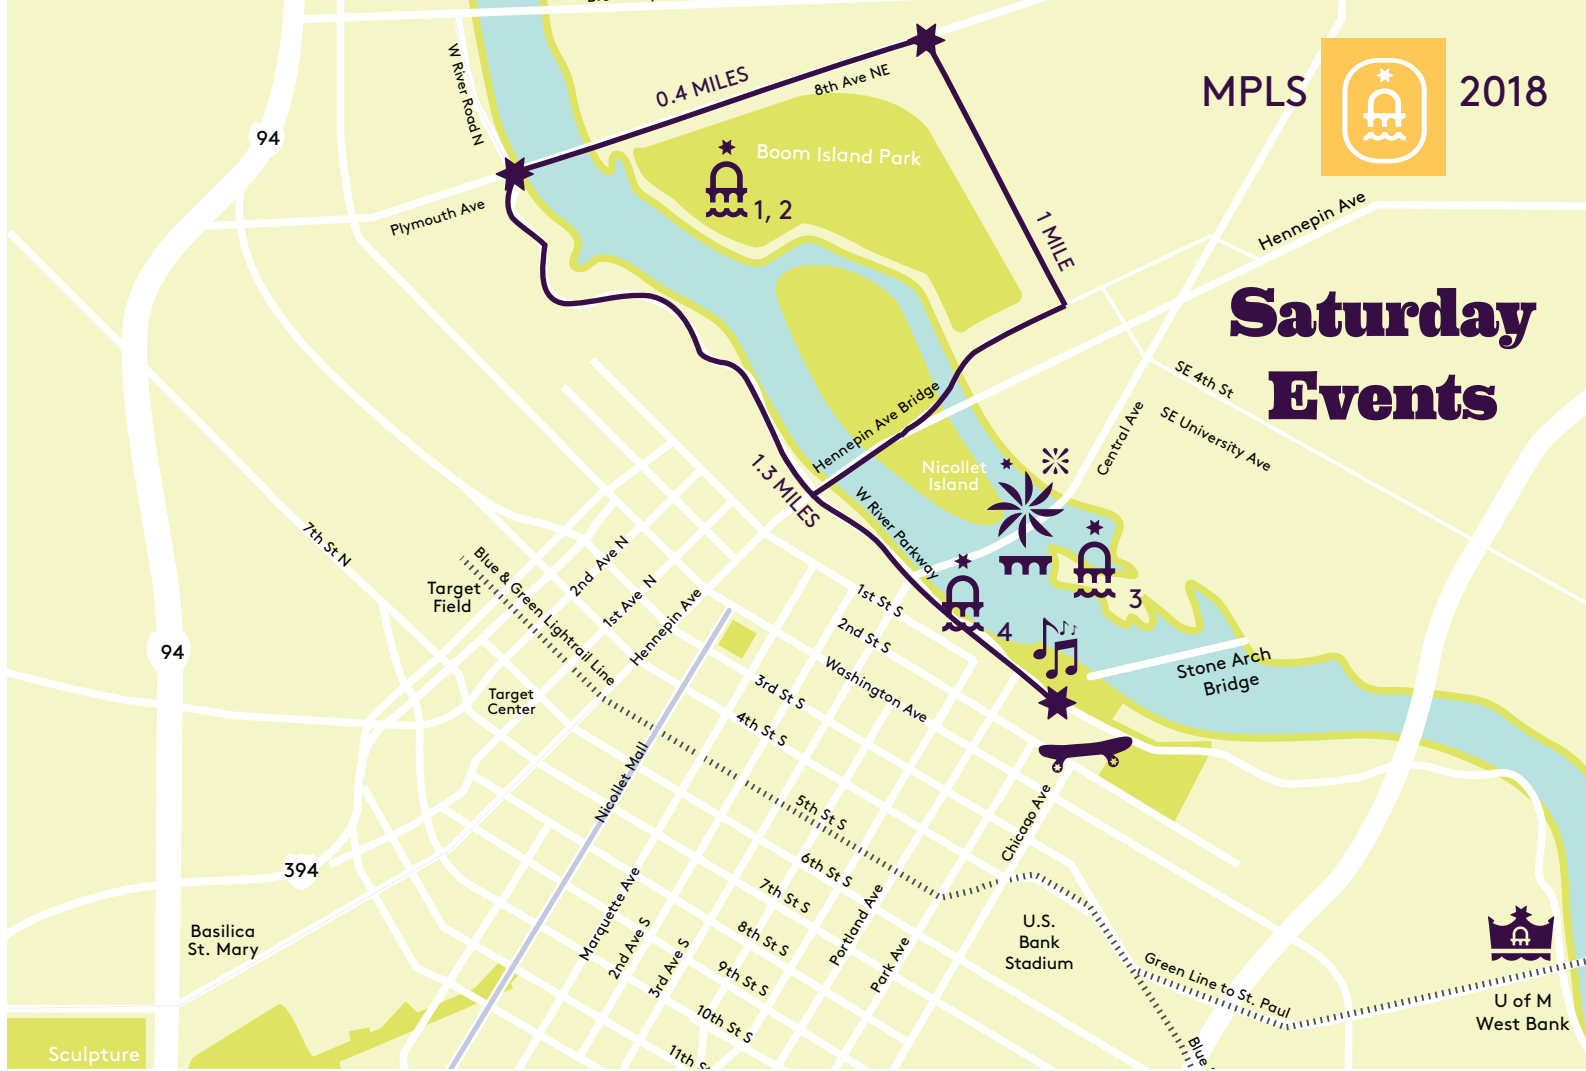 W River Road N
0.4 MILES
8th Ave NE
MPLS
2018
94
Boom Island Park
1, 2
Plymouth Ave
1 MILE
Hennepin Ave
Saturday
Events
SE 4th St
SE University Ave
Central Ave
Hennepin Ave Bridge
Nicollet
Island
1.3 MILES
W River Parkway
7th St N
Blue & Green Lightrail Line
2nd Ave N
1st Ave N
Hennepin Ave
Target
Field
1st St S
2nd St S
3
4
94
Washington Ave
Stone Arch
Bridge
Target
Center
3rd St S
4th St S
Nicollet Mall
5th St S
Chicago Ave
394
6th St S
7th St S
8th St S
9th St S
10th St S
11th St
Marquette Ave
2nd Ave S
3rd Ave S
Portland Ave
Park Ave
Basilica
St. Mary
U.S.
Bank
Stadium
Green Line to St. Paul
Blue
U of M
West Bank
Sculpture